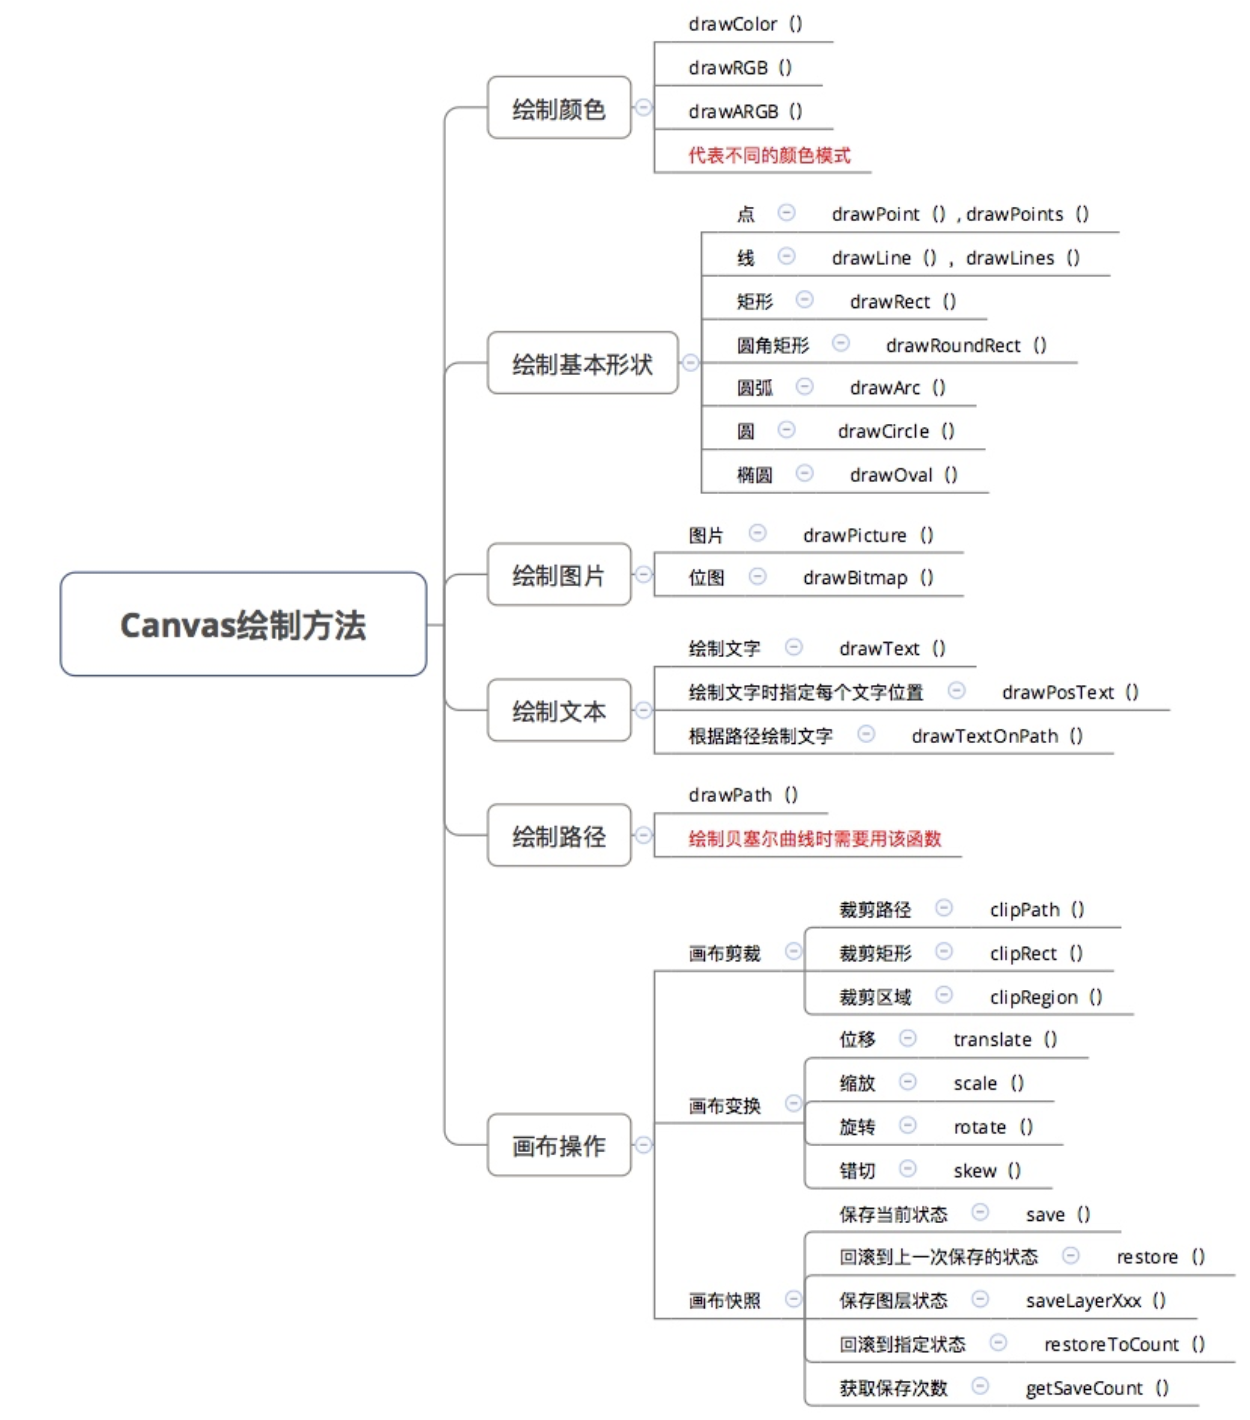 Canvas绘制方法
绘制颜色
drawColor（）
drawRGB（）
drawARGB（）
代表不同的颜色模式
绘制基本形状
点 drawPoint（）,drawPoints（）
线 drawLine（）, drawLines（）
矩形 drawRect（）
圆角矩形 drawRoundRect（）
圆弧 drawArc（）
圆 drawCircle（）
椭圆 drawOval（）
绘制图片
图片 drawPicture（）
位图 drawBitmap（）
绘制文本
绘制文字 drawText（）
绘制文字时指定每个文字位置 drawPosText（）
根据路径绘制文字 drawTextOnPath（）
绘制路径
drawPath（）
绘制贝塞尔曲线时需要用该函数
画布操作
画布剪裁
裁剪路径 clipPath（）
裁剪矩形 clipRect（）
裁剪区域 clipRegion（）
画布变换
位移 translate（）
缩放 scale（）
旋转 rotate（）
错切 skew（）
画布快照
保存当前状态 save（）
回滚到上一次保存的状态 restore（）
保存图层状态 saveLayerXxx（）
回滚到指定状态 restoreToCount（）
获取保存次数 getSaveCount（）